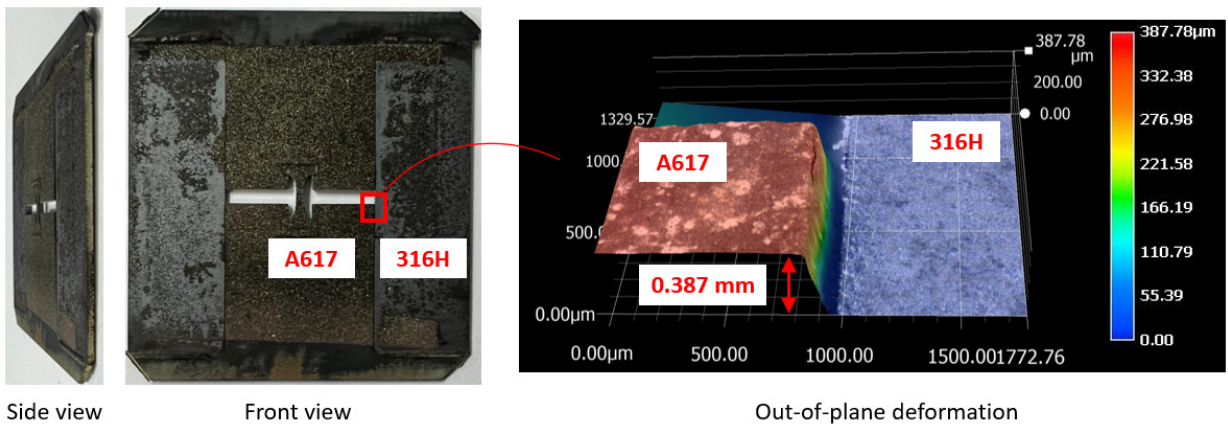 A617
316H
Side view
Front view
387.78
μm
200.00
0.00
1329.57
1000.
500.0
0.00μm
0.00μm
500.00
1000.00
1500.001772.76
A617
316H
0.387 mm
387.78μm
332.38
276.98
221.58
166.19
110.79
55.39
0.00
Out-of-plane deformation